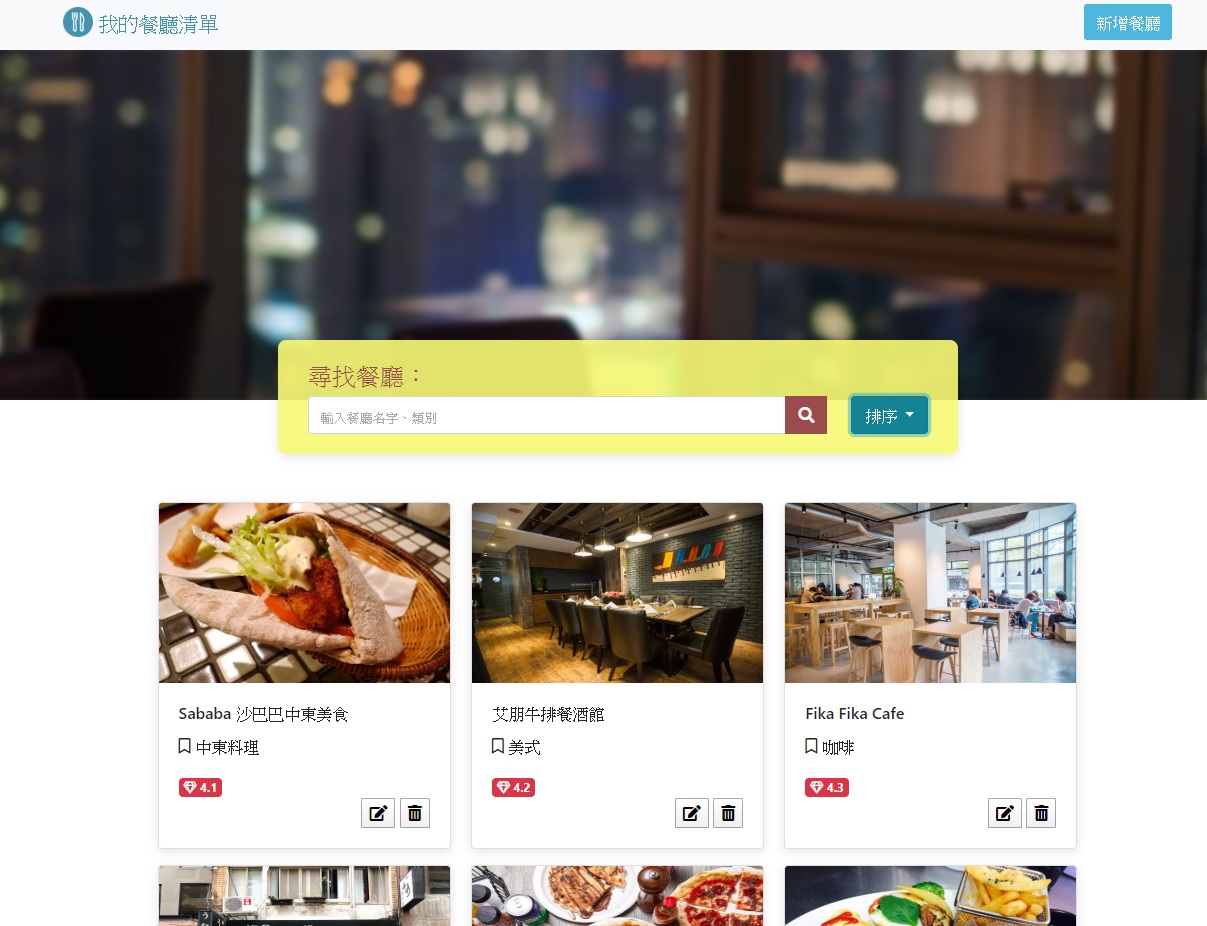 我的餐廳清單
新增餐廳
尋找餐廳：
輸入餐廳名字、類別
排序
Sababa 沙巴巴中東美食
中東料理
4.1
艾朋牛排餐酒館
美式
4.2
Fika Fika Cafe
咖啡
4.3